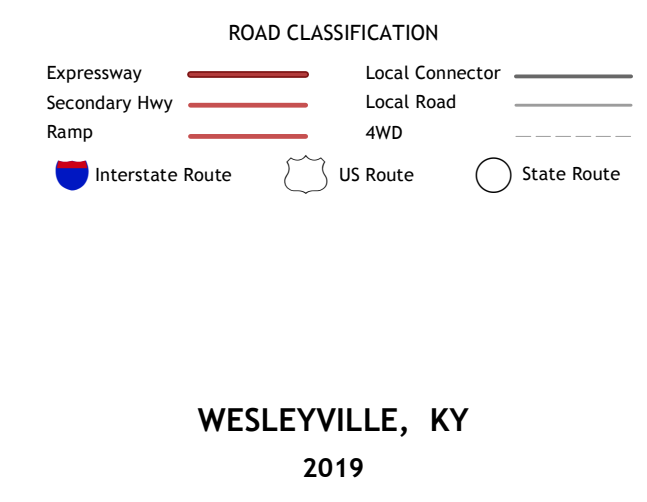 ROAD CLASSIFICATION
Expressway
Local Connector
Secondary Hwy
Local Road
Ramp
4WD
Interstate Route
US Route
State Route
WESLEYVILLE, KY
2019